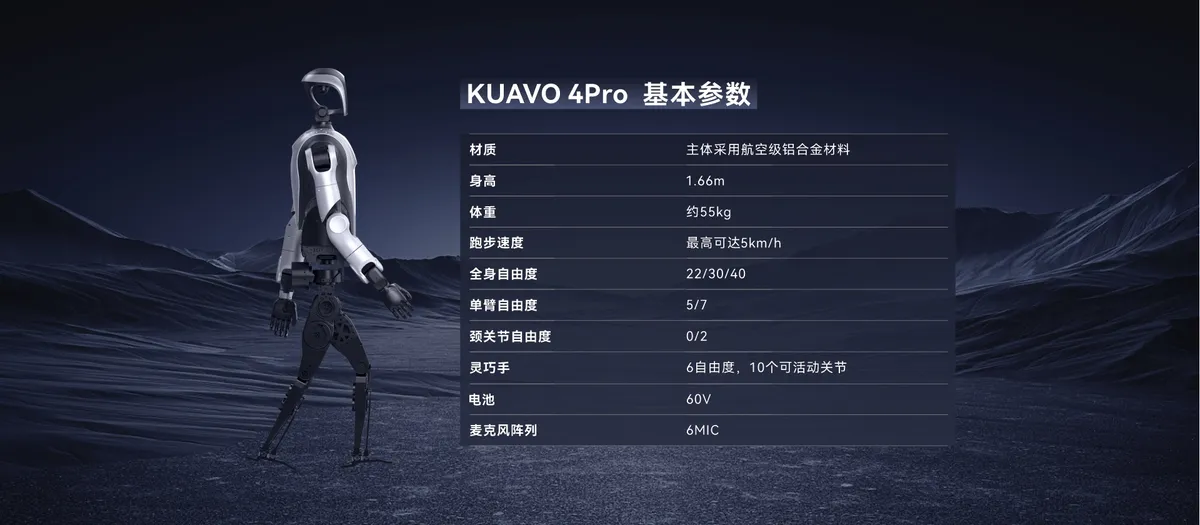 KUAVO 4Pro 基本参数
材质 主体采用航空级铝合金材料
身高 1.66m
体重 约55kg
跑步速度 最高可达5km/h
全身自由度 22/30/40
单臂自由度 5/7
颈关节自由度 0/2
灵巧手 6自由度，10个可活动关节
电池 60V
麦克风阵列 6MIC